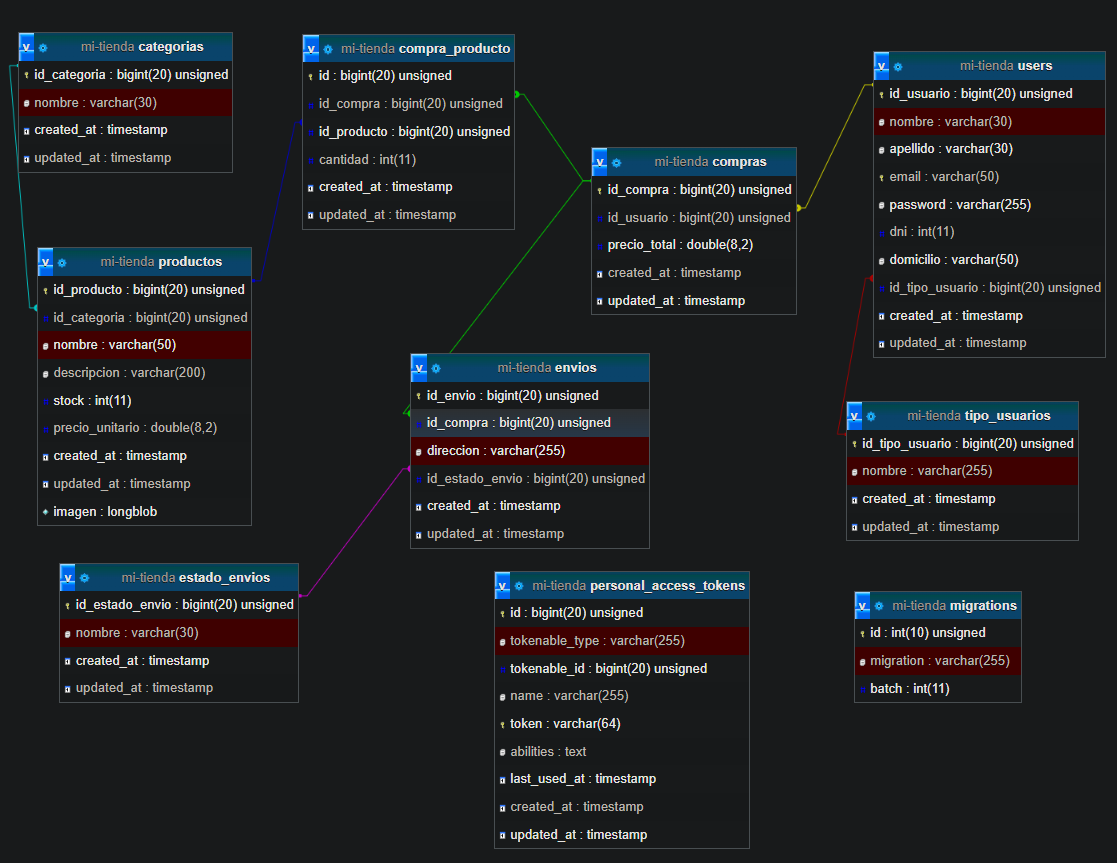 v mi-tienda categorias
id_categoria : bigint(20) unsigned
nombre : varchar(30)
created_at : timestamp
updated_at : timestamp
v mi-tienda compra_producto
id : bigint(20) unsigned
id_compra : bigint(20) unsigned
id_producto : bigint(20) unsigned
cantidad : int(11)
created_at : timestamp
updated_at : timestamp
v mi-tienda users
id_usuario : bigint(20) unsigned
nombre : varchar(30)
apellido : varchar(30)
email : varchar(50)
password : varchar(255)
dni : int(11)
domicilio : varchar(50)
id_tipo_usuario : bigint(20) unsigned
created_at : timestamp
updated_at : timestamp
v mi-tienda compras
id_compra : bigint(20) unsigned
id_usuario : bigint(20) unsigned
precio_total : double(8,2)
created_at : timestamp
updated_at : timestamp
v mi-tienda productos
id_producto : bigint(20) unsigned
id_categoria : bigint(20) unsigned
nombre : varchar(50)
descripcion : varchar(200)
stock : int(11)
precio_unitario : double(8,2)
created_at : timestamp
updated_at : timestamp
imagen : longblob
v mi-tienda envios
id_envio : bigint(20) unsigned
id_compra : bigint(20) unsigned
direccion : varchar(255)
id_estado_envio : bigint(20) unsigned
created_at : timestamp
updated_at : timestamp
v mi-tienda tipo_usuarios
id_tipo_usuario : bigint(20) unsigned
nombre : varchar(255)
created_at : timestamp
updated_at : timestamp
v mi-tienda estado_envios
id_estado_envio : bigint(20) unsigned
nombre : varchar(30)
created_at : timestamp
updated_at : timestamp
v mi-tienda personal_access_tokens
id : bigint(20) unsigned
tokenable_type : varchar(255)
tokenable_id : bigint(20) unsigned
name : varchar(255)
token : varchar(64)
abilities : text
last_used_at : timestamp
created_at : timestamp
updated_at : timestamp
v mi-tienda migrations
id : int(10) unsigned
migration : varchar(255)
batch : int(11)